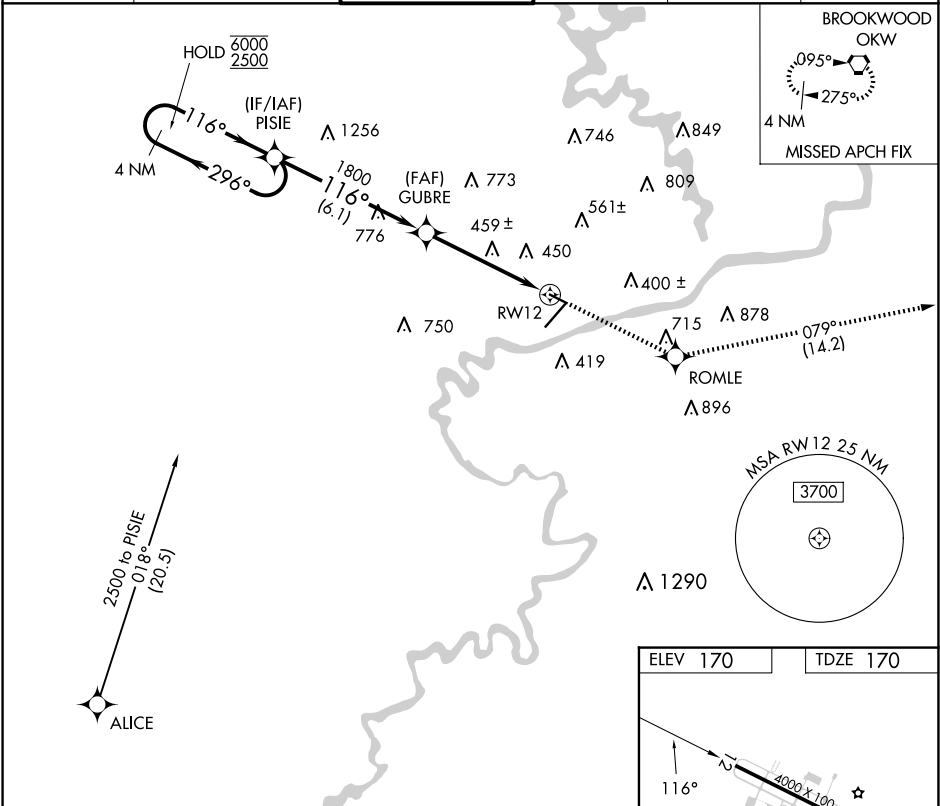 BROOKWOOD
OKW
095°
275°
4 NM
MISSED APCH FIX
HOLD 6000
2500
(IF/IAF)
PISIE
116°
296°
4 NM
1256
1800
116°
(6.1)
776
(FAF)
GUBRE
773
459 ±
450
746
849
809
561±
400 ±
RW12
750
419
715
878
ROMLE
079°
(14.2)
896
MSA RW12 25 NM
3700
1290
2500 to PISIE
018°
(20.5)
ALICE
ELEV 170
TDZE 170
116°
12
4000 X 100